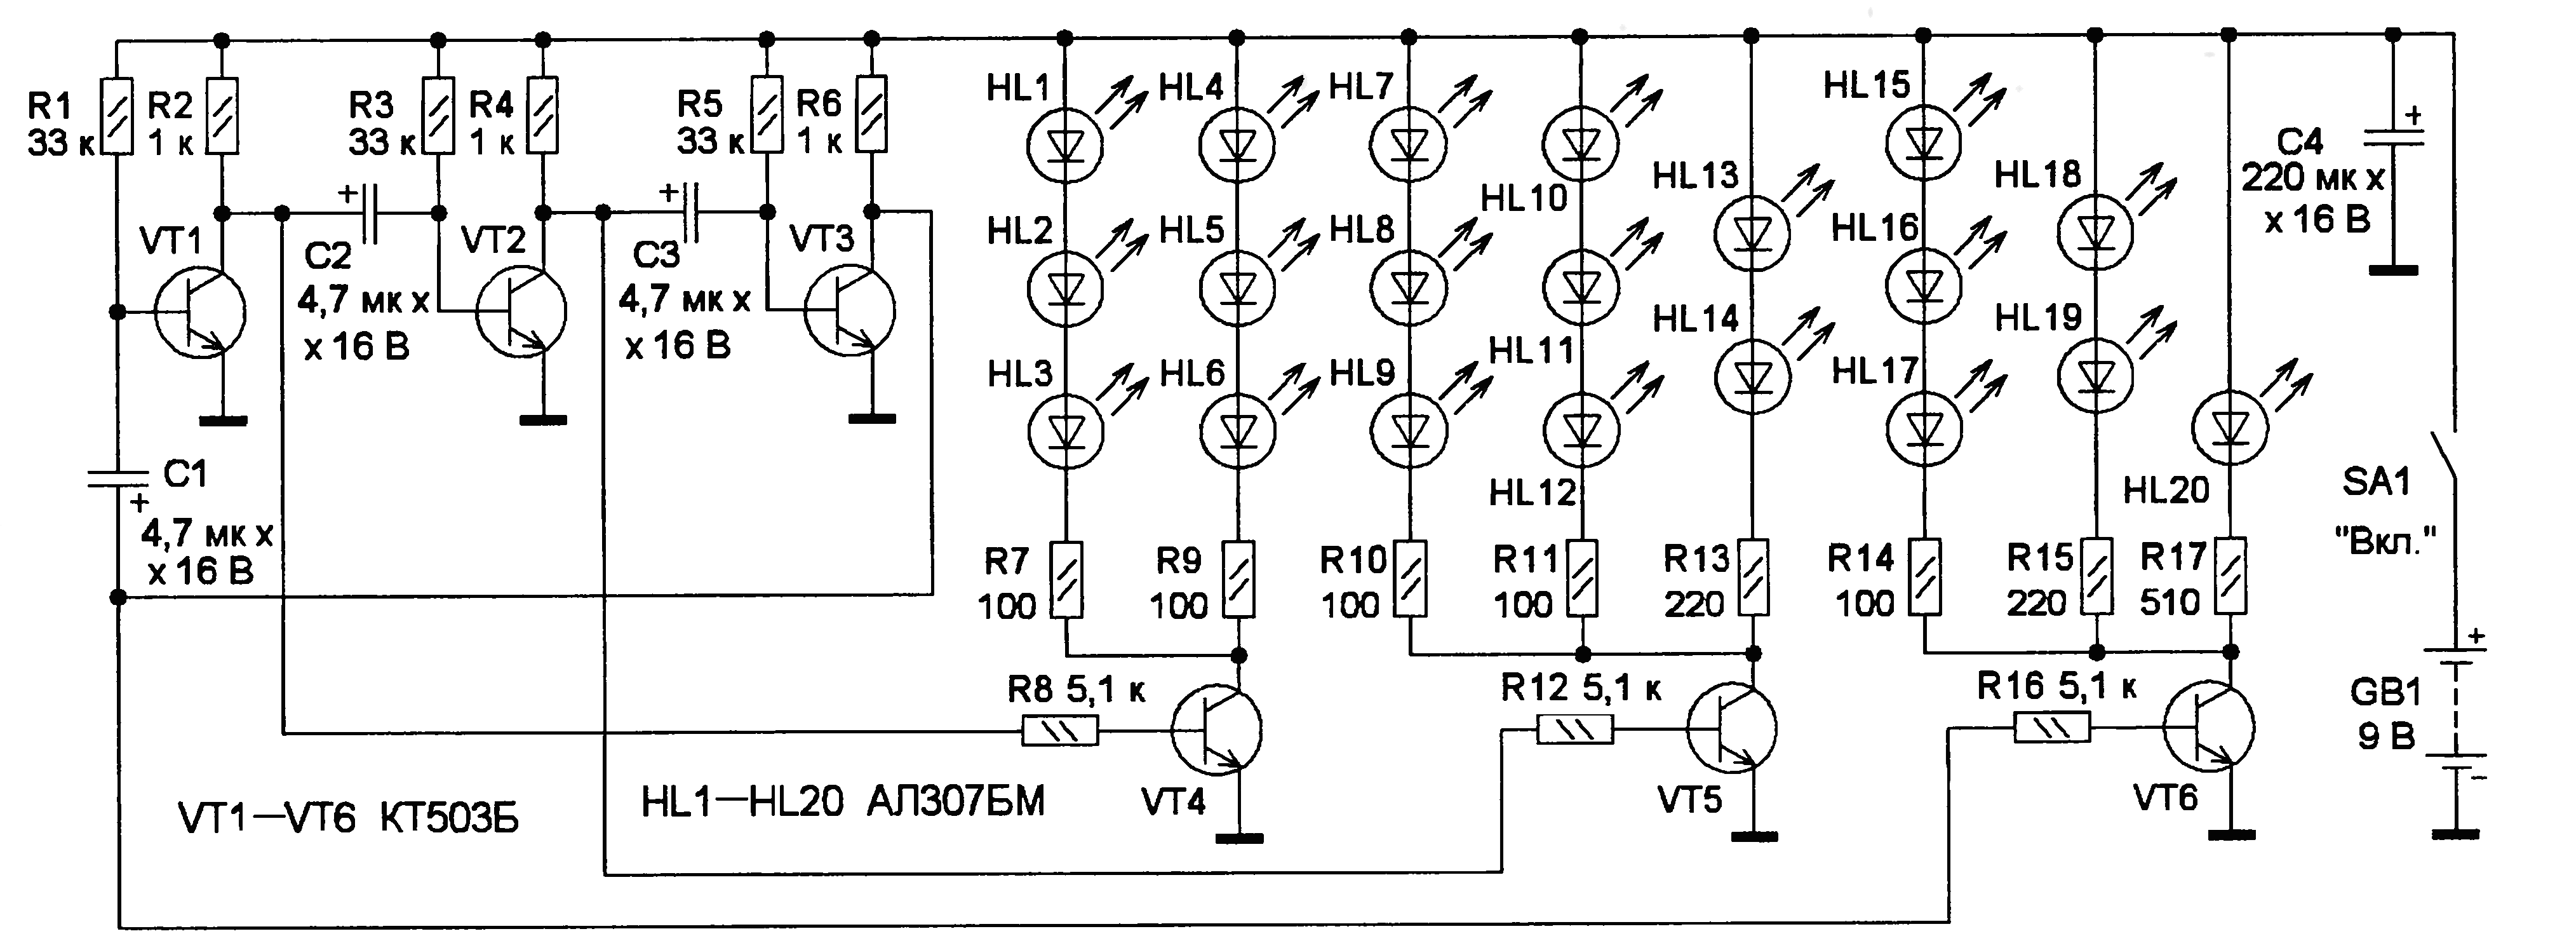 R1
33 к
R2
1 к
R3
33 к
R4
1 к
R5
33 к
R6
1 к
VT1
C2
4,7 мк х
х 16 В
+
VT2
C3
4,7 мк х
х 16 В
+
VT3
C1
+
4,7 мк х
х 16 В
HL1
HL2
HL3
HL4
HL5
HL6
HL7
HL8
HL9
HL10
HL11
HL12
HL13
HL14
HL15
HL16
HL17
HL18
HL19
HL20
C4
220 мк х
х 16 В
+
SA1
"Вкл."
R7
100
R9
100
R10
100
R11
100
R13
220
R14
100
R15
220
R17
510
R8 5,1 к
R12 5,1 к
R16 5,1 к
VT4
VT5
VT6
+
GB1
9 В
−
VT1—VT6 КТ503Б
HL1—HL20 АЛ307БМ